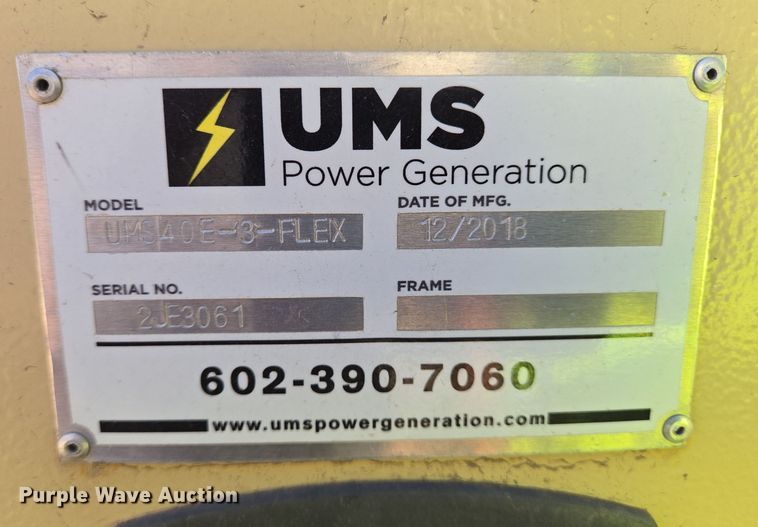 UMS
Power Generation
MODEL DATE OF MFG.
UMS40E-3-FLEX 12/2018
SERIAL NO. FRAME
2JE3061
602-390-7060
www.umspowergeneration.com
Purple Wave Auction